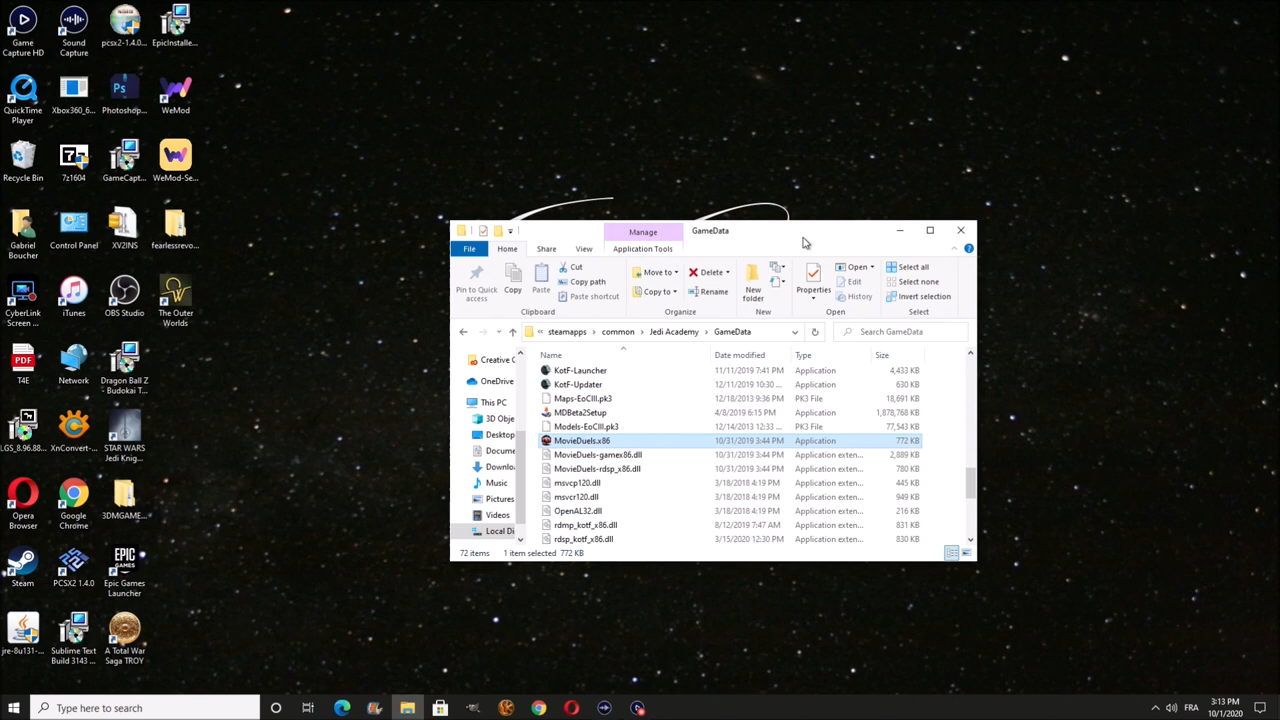 Game
Capture HD
Sound
Capture
pcsx2-1.4.0...
EpicInstalle...
QuickTime
Player
Xbox360_6...
Photoshop...
WeMod
Recycle Bin
7z1604
GameCapt...
WeMod-Se...
Gabriel
Boucher
Control Panel
XV2INS
fearlessrevo...
CyberLink
Screen ...
iTunes
OBS Studio
The Outer
Worlds
T4E
Network
Dragon Ball Z
- Budokai T...
LGS_8.96.88...
XnConvert-...
STAR WARS
Jedi Knig...
Opera
Browser
Google
Chrome
3DMGAME...
Steam
PCSX2 1.4.0
Epic Games
Launcher
jre-8u131-...
Sublime Text
Build 3143 ...
A Total War
Saga TROY
Manage
GameData
File
Home
Share
View
Application Tools
Pin to Quick
access
Copy
Paste
Cut
Copy path
Paste shortcut
Clipboard
Move to
Copy to
Delete
Rename
Organize
New
folder
New
Properties
Open
Edit
History
Open
Select all
Select none
Invert selection
Select
« steamapps > common > Jedi Academy > GameData
Search GameData
Creative C
OneDrive
This PC
3D Obje
Desktop
Docume
Downlo
Music
Pictures
Videos
Local Di
Name Date modified Type Size
KotF-Launcher 11/11/2019 7:41 PM Application 4,433 KB
KotF-Updater 12/11/2019 10:30 ... Application 630 KB
Maps-EoCIII.pk3 12/18/2013 9:36 PM PK3 File 18,691 KB
MDBeta2Setup 4/8/2019 6:15 PM Application 1,878,768 KB
Models-EoCIII.pk3 12/14/2013 12:33 ... PK3 File 77,543 KB
MovieDuels.x86 10/31/2019 3:44 PM Application 772 KB
MovieDuels-gamex86.dll 10/31/2019 3:44 PM Application exten... 2,889 KB
MovieDuels-rdsp_x86.dll 10/31/2019 3:44 PM Application exten... 780 KB
msvcp120.dll 3/18/2018 4:19 PM Application exten... 445 KB
msvcr120.dll 3/18/2018 4:19 PM Application exten... 949 KB
OpenAL32.dll 3/18/2018 4:19 PM Application exten... 216 KB
rdmp_kotf_x86.dll 8/12/2019 7:47 AM Application exten... 831 KB
rdsp_kotf_x86.dll 3/15/2020 12:30 PM Application exten... 830 KB
72 items 1 item selected 772 KB
Type here to search
FRA
3:13 PM
10/1/2020